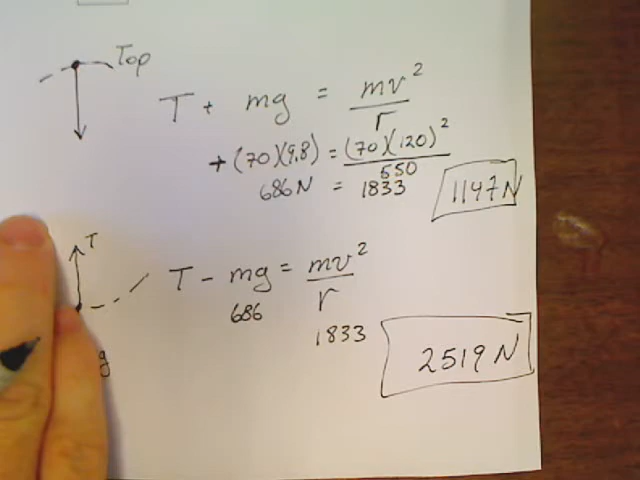 Top
T + mg = mv²/r
+(70)(9.8) = (70)(120)²/550
686N = 1833
1147N
T
T - mg = mv²/r
686
1833
2519 N
g